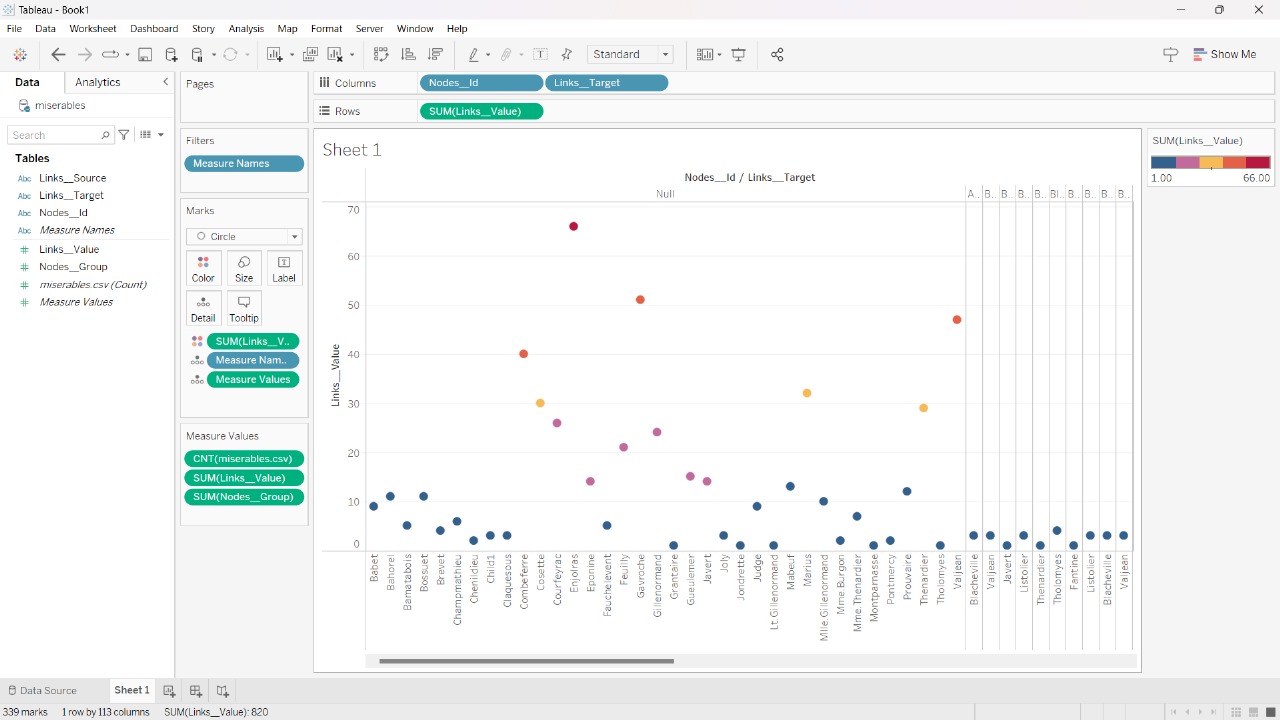 Tableau - Book1
File Data Worksheet Dashboard Story Analysis Map Format Server Window Help
Standard
Show Me
Data
Analytics
miserables
Search
Tables
Abc Links__Source
Abc Links__Target
Abc Nodes__Id
Abc Measure Names
Links__Value
Nodes__Group
miserables.csv (Count)
Measure Values
Pages
Filters
Measure Names
Marks
Circle
Color Size Label
Detail Tooltip
SUM(Links__V..
Measure Nam..
Measure Values
Measure Values
CNT(miserables.csv)
SUM(Links__Value)
SUM(Nodes__Group)
Columns Nodes__Id Links__Target
Rows SUM(Links__Value)
Sheet 1
Nodes__Id / Links__Target
Null A.. B.. B.. B.. B.. Bl.. B.. B.. B.. B..
Links__Value
70
60
50
40
30
20
10
0
Babet
Bahorel
Bamatabois
Bossuet
Brevet
Champmathieu
Chenildieu
Child1
Claquesous
Combeferre
Cosette
Courfeyrac
Enjolras
Eponine
Fauchelevent
Feuilly
Gavroche
Gillenormand
Grantaire
Gueulemer
Javert
Joly
Jondrette
Judge
Lt.Gillenormand
Mabeuf
Marius
Mlle.Gillenormand
Mme.Burgon
Mme.Thenardier
Montparnasse
Pontmercy
Prouvaire
Thenardier
Tholomyes
Valjean
Blacheville
Valjean
Javert
Listolier
Thenardier
Tholomyes
Fantine
Listolier
Blacheville
Valjean
SUM(Links__Value)
1.00 66.00
Data Source
Sheet 1
339 marks 1 row by 113 columns SUM(Links__Value): 820